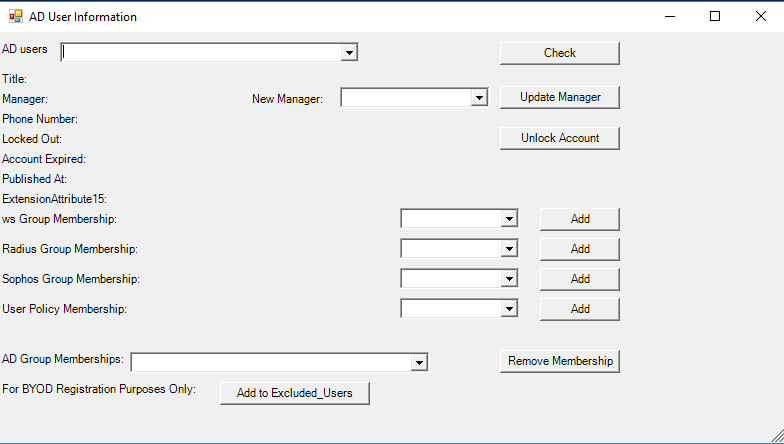 AD User Information
AD users Check
Title:
Manager: New Manager: Update Manager
Phone Number:
Locked Out: Unlock Account
Account Expired:
Published At:
ExtensionAttribute15:
ws Group Membership: Add
Radius Group Membership: Add
Sophos Group Membership: Add
User Policy Membership: Add
AD Group Memberships: Remove Membership
For BYOD Registration Purposes Only: Add to Excluded_Users